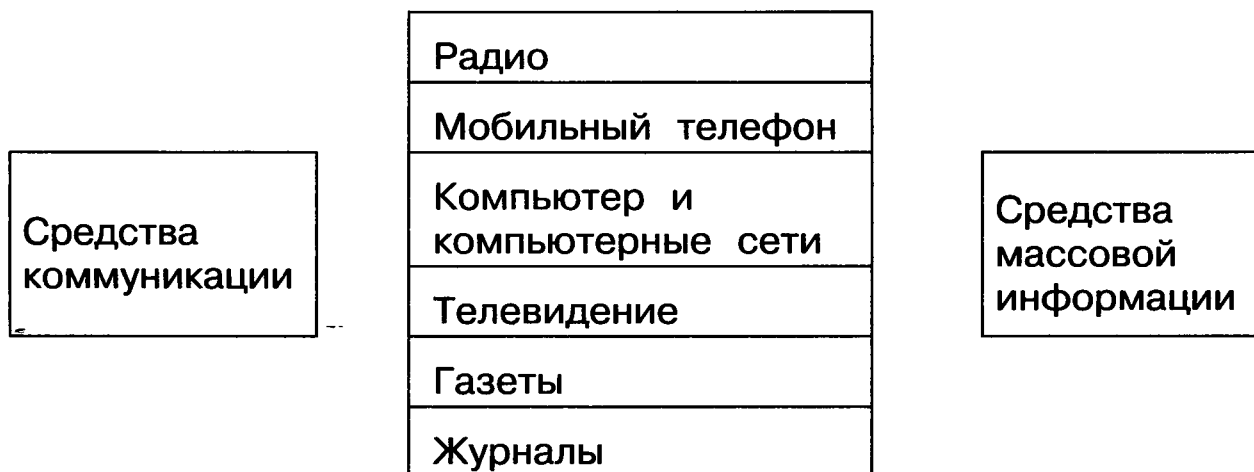 Радио
Мобильный телефон
Компьютер и
компьютерные сети
Телевидение
Газеты
Журналы
Средства
коммуникации
Средства
массовой
информации